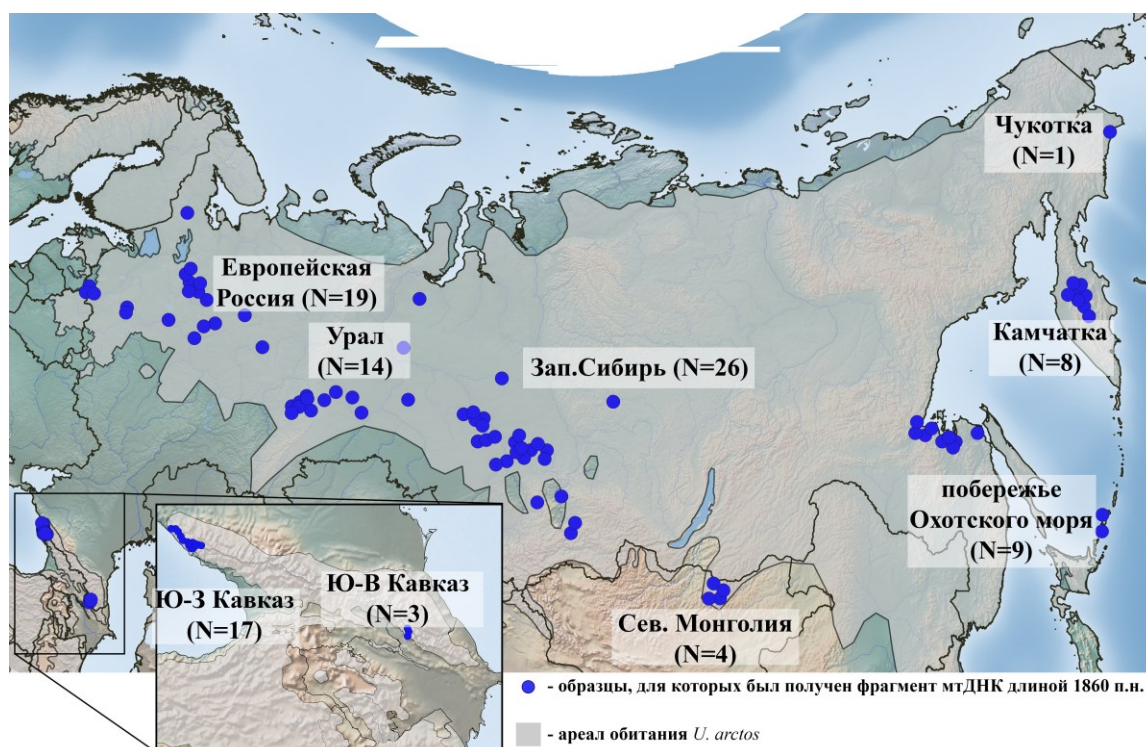 Чукотка
(N=1)
Европейская
Россия (N=19)
Урал
(N=14)
Зап.Сибирь (N=26)
Камчатка
(N=8)
побережье
Охотского моря
(N=9)
Ю-З Кавказ
(N=17)
Ю-В Кавказ
(N=3)
Сев. Монголия
(N=4)
- образцы, для которых был получен фрагмент мтДНК длиной 1860 п.н.
- ареал обитания U. arctos